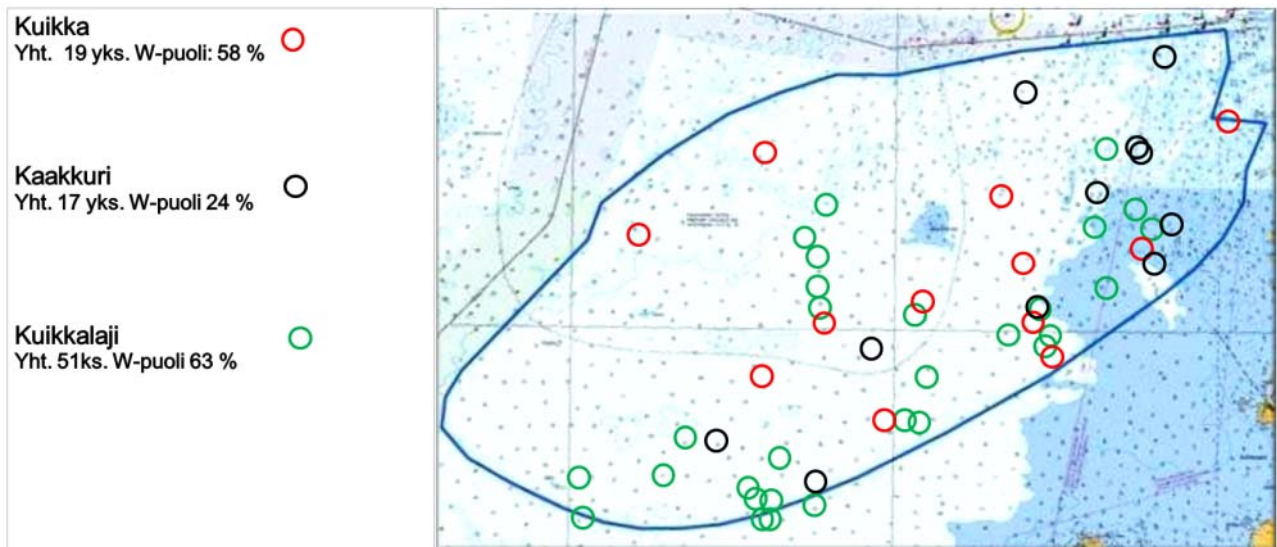 Kuikka
Yht. 19 yks. W-puoli: 58 %
Kaakkuri
Yht. 17 yks. W-puoli 24 %
Kuikkalaji
Yht. 51ks. W-puoli 63 %